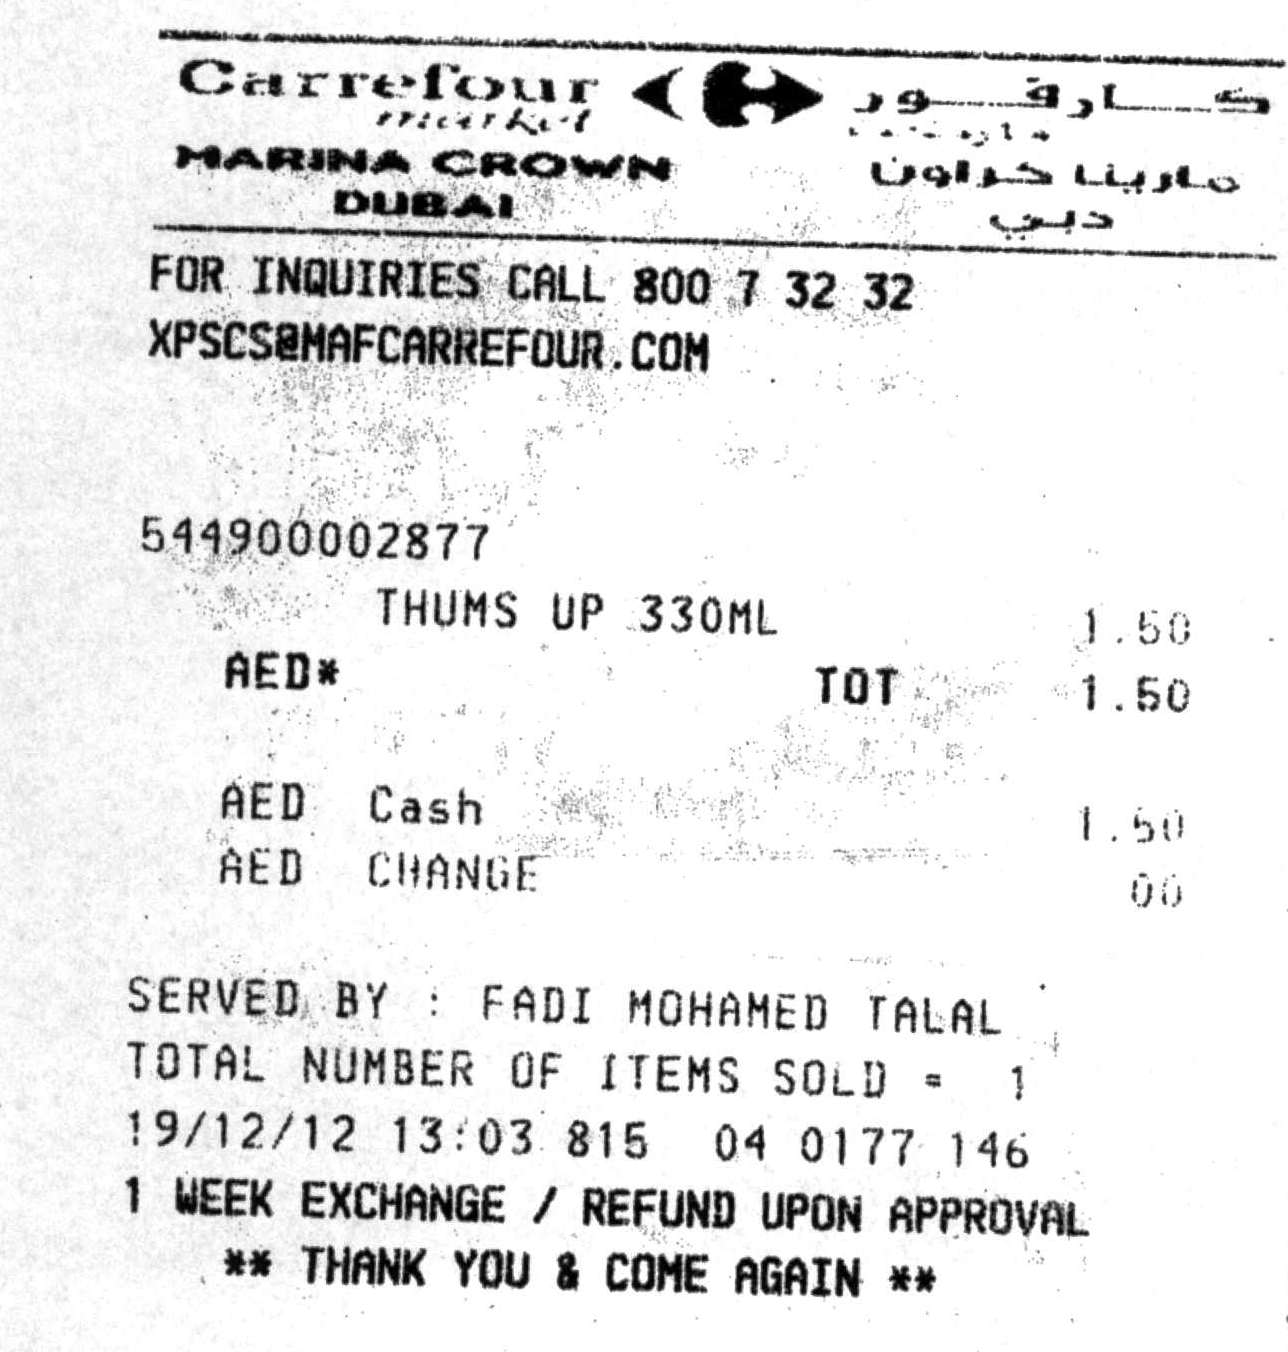 Carrefour كارفور
market ماركت
MARINA CROWN مارينا كراون
DUBAI دبي
FOR INQUIRIES CALL 800 7 32 32
XPSCS@MAFCARREFOUR.COM
544900002877
THUMS UP 330ML 1.50
AED* TOT 1.50
AED Cash 1.50
AED CHANGE 00
SERVED BY : FADI MOHAMED TALAL
TOTAL NUMBER OF ITEMS SOLD = 1
19/12/12 13:03 815 04 0177 146
1 WEEK EXCHANGE / REFUND UPON APPROVAL
** THANK YOU & COME AGAIN **